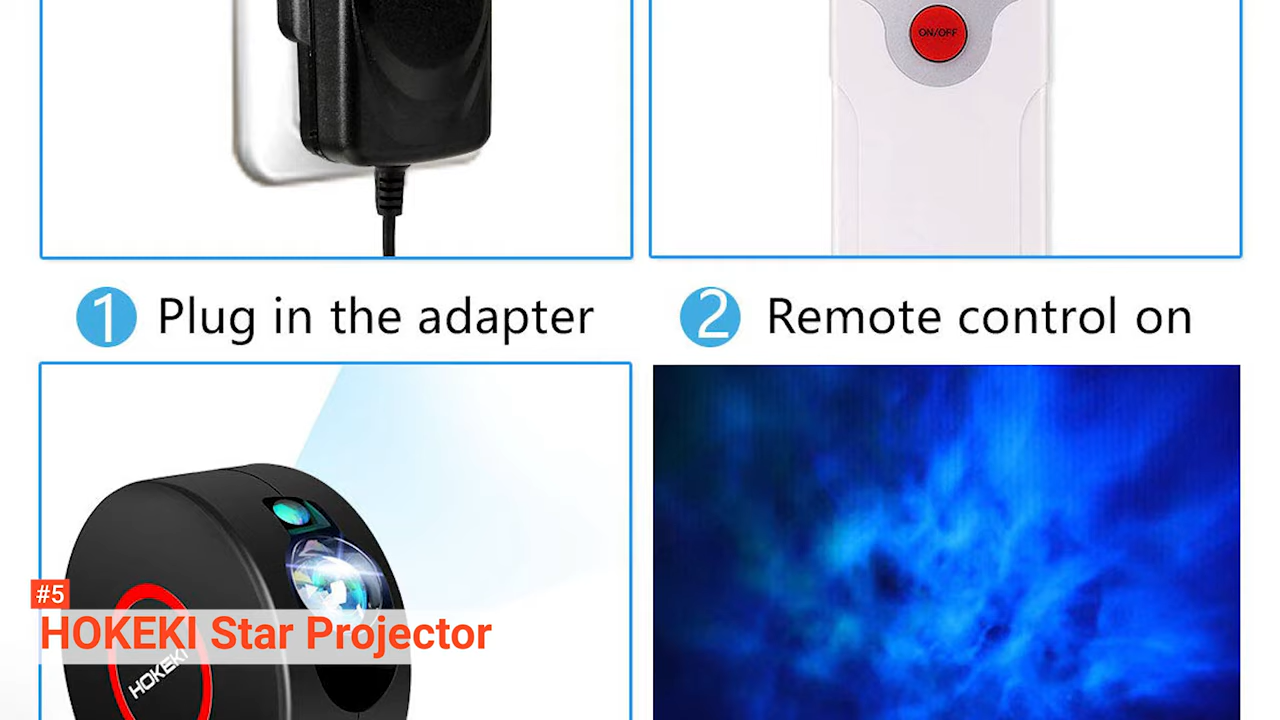 ON/OFF
1 Plug in the adapter
2 Remote control on
#5
HOKEKI Star Projector
HOKEKI